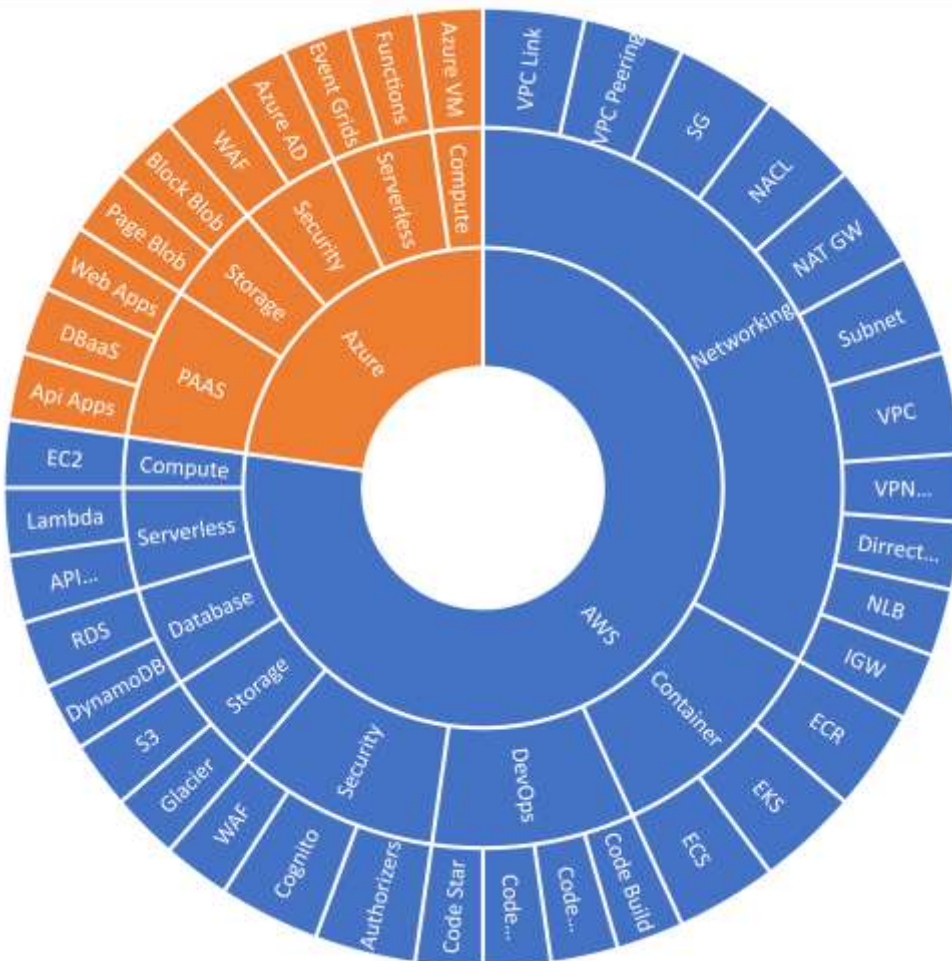 AWS
Networking
VPC Link
VPC Peering
SG
NACL
NAT GW
Subnet
VPC
VPN...
Dirrect...
NLB
IGW
Container
ECR
EKS
ECS
DevOps
Code Build
Code...
Code...
Code Star
Security
Authorizers
Cognito
WAF
Storage
Glacier
S3
Database
DynamoDB
RDS
Serverless
API...
Lambda
Compute
EC2
Azure
PAAS
Api Apps
DBaaS
Web Apps
Storage
Page Blob
Block Blob
Security
WAF
Azure AD
Serverless
Event Grids
Functions
Compute
Azure VM